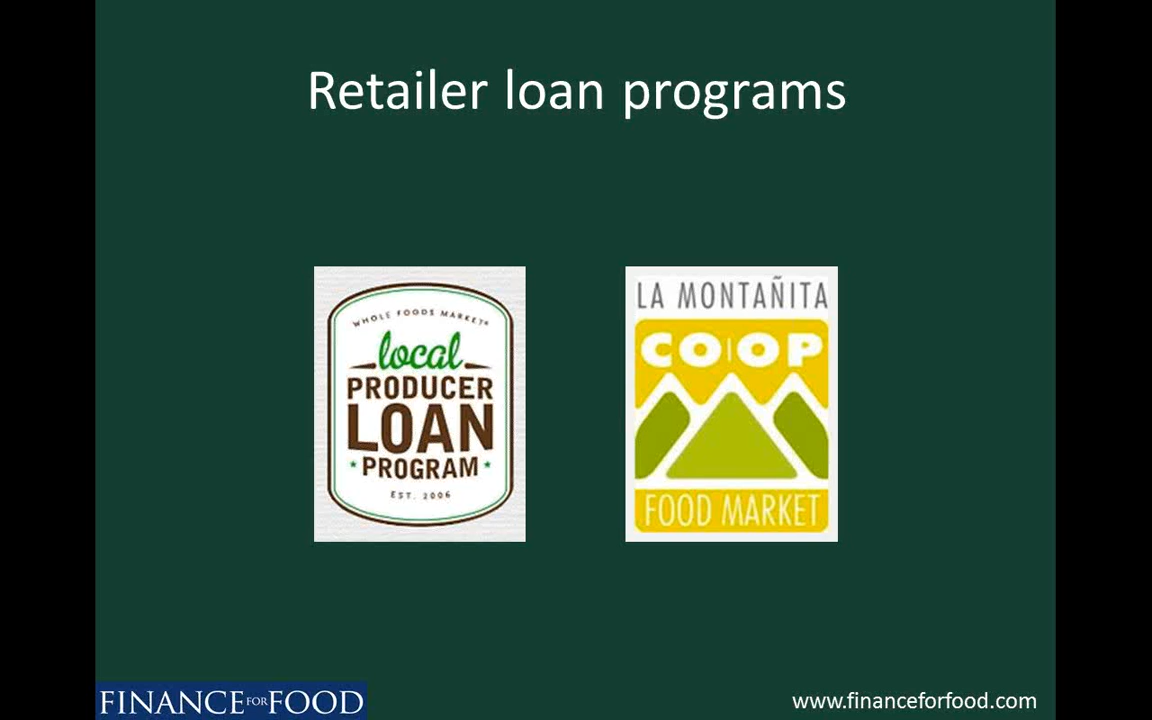 Retailer loan programs
WHOLE FOODS MARKET
local
PRODUCER
LOAN
PROGRAM
EST. 2006
LA MONTAÑITA
CO|OP
FOOD MARKET
FINANCE FOR FOOD
www.financeforfood.com